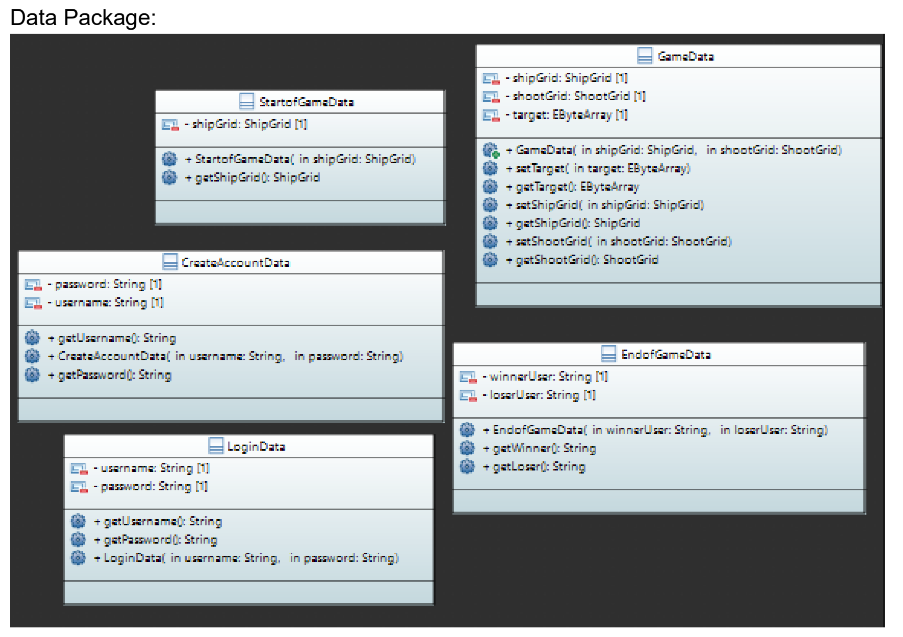 Data Package:
StartofGameData
- shipGrid: ShipGrid [1]
+ StartofGameData( in shipGrid: ShipGrid)
+ getShipGrid(): ShipGrid
GameData
- shipGrid: ShipGrid [1]
- shootGrid: ShootGrid [1]
- target: EByteArray [1]
+ GameData( in shipGrid: ShipGrid, in shootGrid: ShootGrid)
+ setTarget( in target: EByteArray)
+ getTarget(): EByteArray
+ setShipGrid( in shipGrid: ShipGrid)
+ getShipGrid(): ShipGrid
+ setShootGrid( in shootGrid: ShootGrid)
+ getShootGrid(): ShootGrid
CreateAccountData
- password: String [1]
- username: String [1]
+ getUsername(): String
+ CreateAccountData( in username: String, in password: String)
+ getPassword(): String
EndofGameData
- winnerUser: String [1]
- loserUser: String [1]
+ EndofGameData( in winnerUser: String, in loserUser: String)
+ getWinner(): String
+ getLoser(): String
LoginData
- username: String [1]
- password: String [1]
+ getUsername(): String
+ getPassword(): String
+ LoginData( in username: String, in password: String)